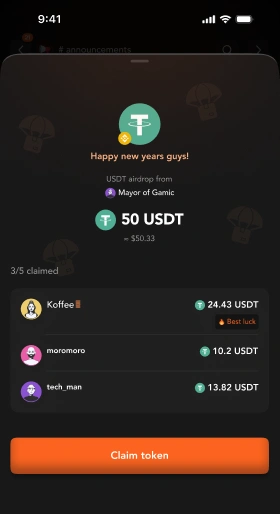 9:41
# announcements
Happy new years guys!
USDT airdrop from
Mayor of Gamic
50 USDT
≈ $50.33
3/5 claimed
Koffee 24.43 USDT
🔥 Best luck
moromoro 10.2 USDT
tech_man 13.82 USDT
Claim token